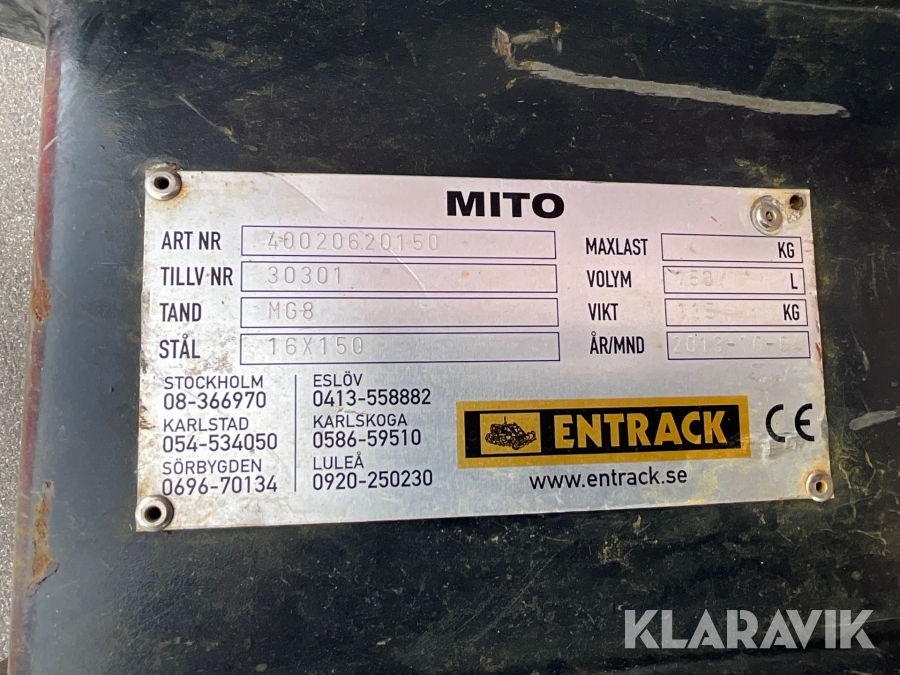 MITO
ART NR 40020620150
TILLV NR 30301
TAND MG8
STÅL 16X150
MAXLAST KG
VOLYM L
VIKT KG
ÅR/MND
STOCKHOLM
08-366970
KARLSTAD
054-534050
SÖRBYGDEN
0696-70134
ESLÖV
0413-558882
KARLSKOGA
0586-59510
LULEÅ
0920-250230
ENTRACK
CE
www.entrack.se
KLARAVIK